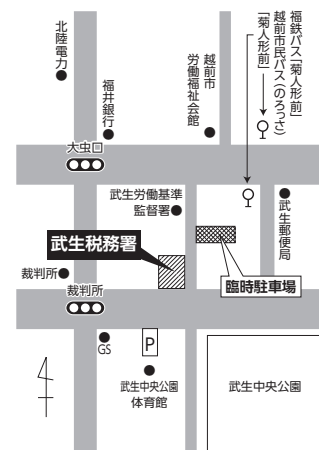 福鉄バス「菊人形前」
越前市民バス(のろっさ)
「菊人形前」
越前市
労働福祉会館
北陸電力
福井銀行
大虫口
武生労働基準
監督署
武生郵便局
武生税務署
臨時駐車場
裁判所
裁判所
GS
P
武生中央公園
体育館
武生中央公園